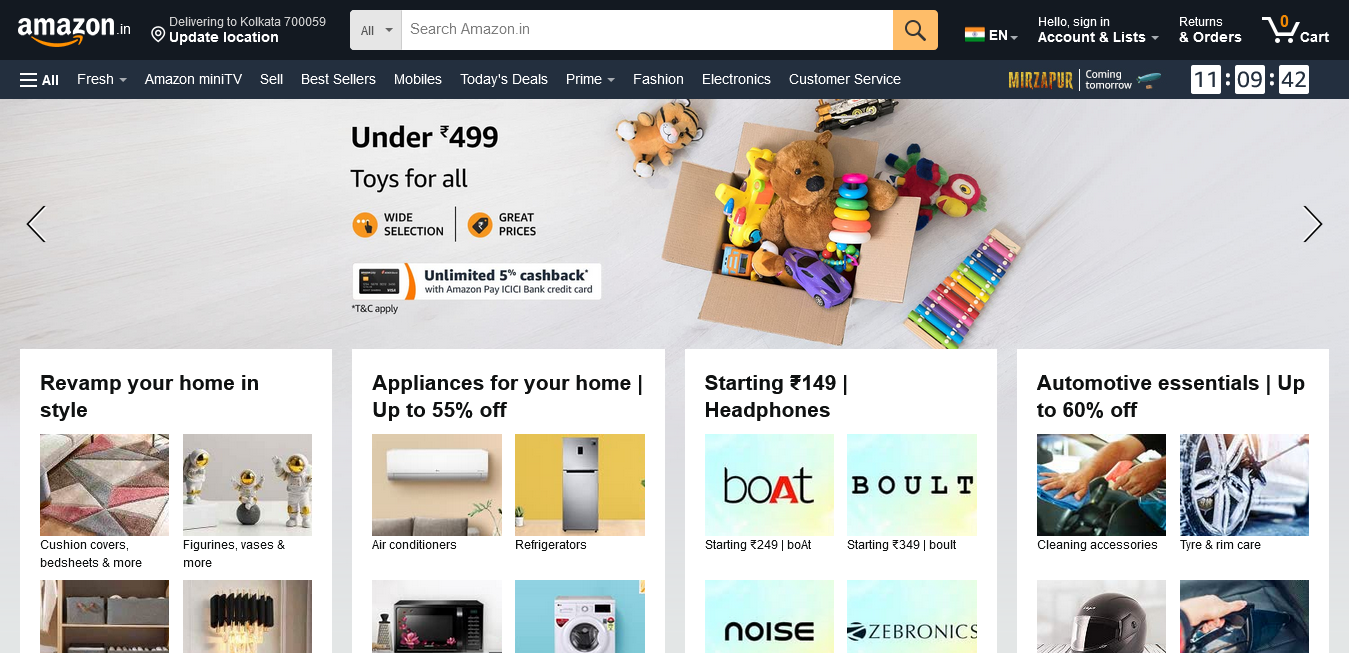 amazon.in
Delivering to Kolkata 700059
Update location
All
Search Amazon.in
EN
Hello, sign in
Account & Lists
Returns
& Orders
0
Cart
All
Fresh
Amazon miniTV
Sell
Best Sellers
Mobiles
Today's Deals
Prime
Fashion
Electronics
Customer Service
MIRZAPUR
Coming
tomorrow
11 : 09 : 42
Under ₹499
Toys for all
WIDE
SELECTION
GREAT
PRICES
Unlimited 5% cashback*
with Amazon Pay ICICI Bank credit card
*T&C apply
Revamp your home in
style
Cushion covers,
bedsheets & more
Figurines, vases &
more
Appliances for your home |
Up to 55% off
Air conditioners
Refrigerators
Starting ₹149 |
Headphones
boAt
BOULT
Starting ₹249 | boAt
Starting ₹349 | boult
noise
ZEBRONICS
Automotive essentials | Up
to 60% off
Cleaning accessories
Tyre & rim care